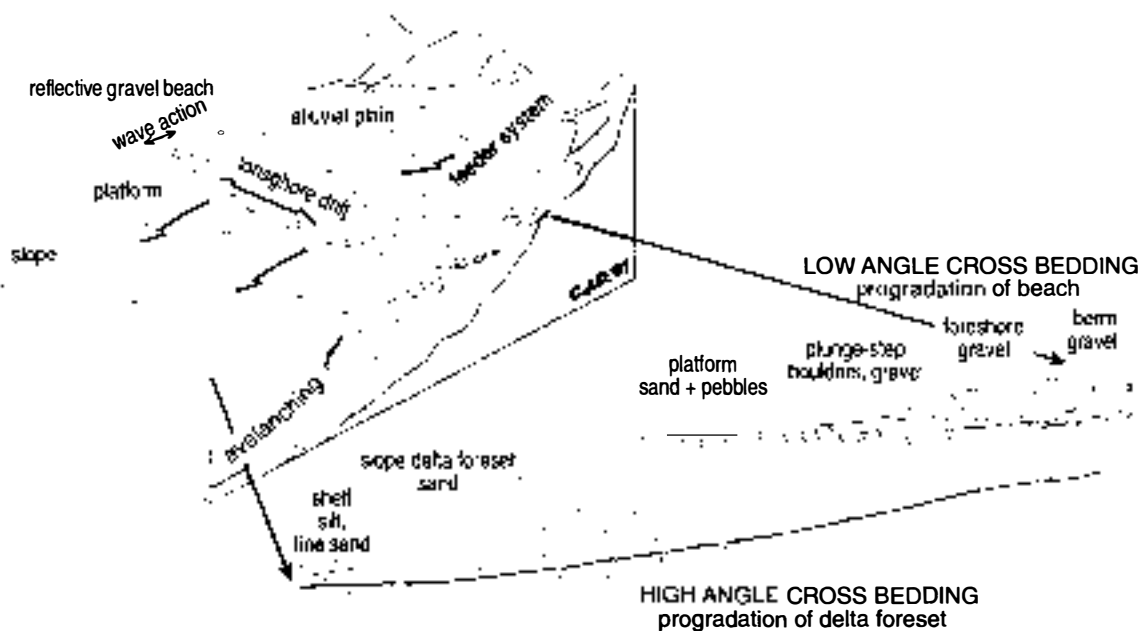 reflective gravel beach
wave action
alluvial plain
feeder system
longshore drift
platform
slope
LOW ANGLE CROSS BEDDING
progradation of beach
foreshore
gravel
berm
gravel
plunge-step
boulders, gravel
platform
sand + pebbles
avalanching
slope delta foreset
sand
shelf
silt,
fine sand
HIGH ANGLE CROSS BEDDING
progradation of delta foreset